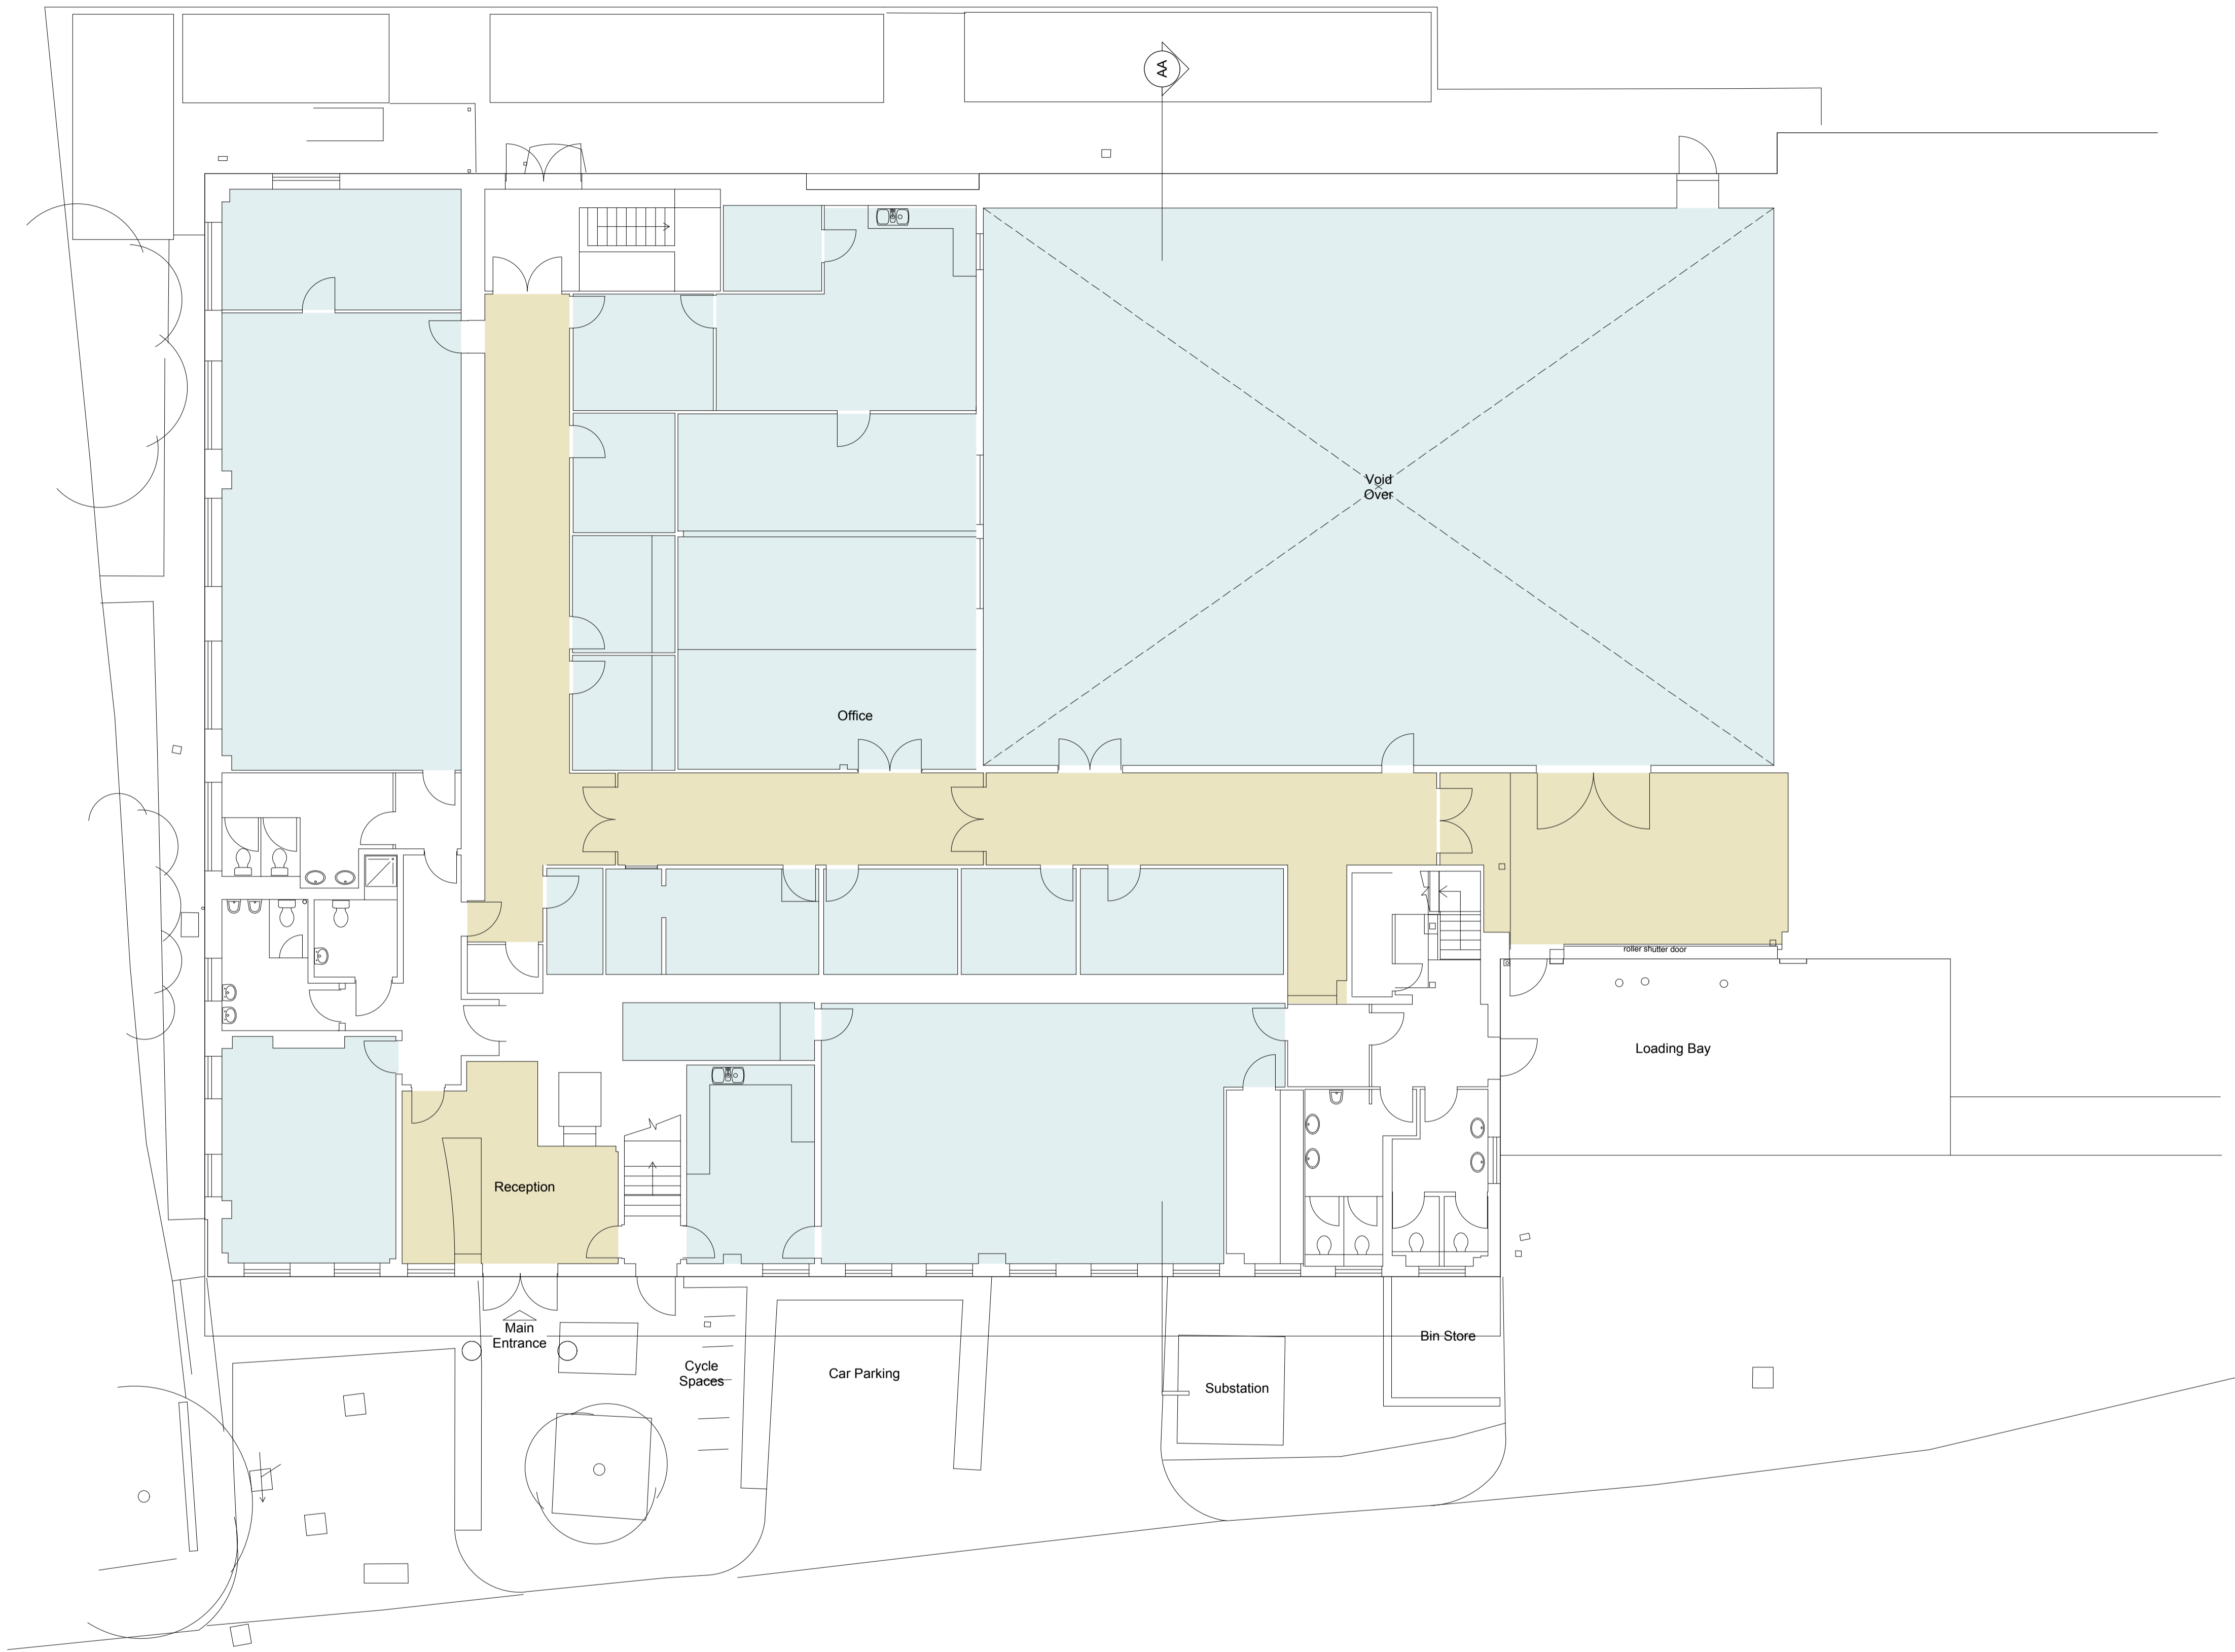 AA
Void
Over
Office
roller shutter door
Loading Bay
Reception
Main
Entrance
Bin Store
Cycle
Spaces
Car Parking
Substation